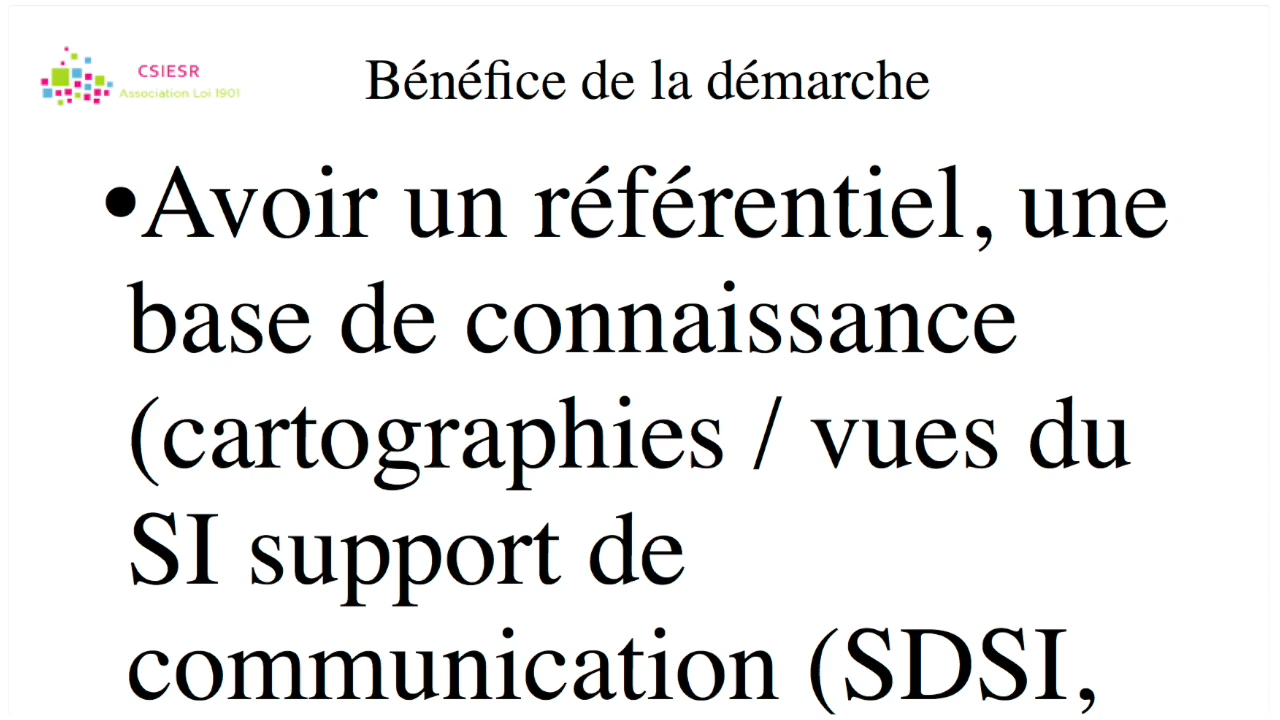 CSIESR
Association Loi 1901
Bénéfice de la démarche
•Avoir un référentiel, une
base de connaissance
(cartographies / vues du
SI support de
communication (SDSI,